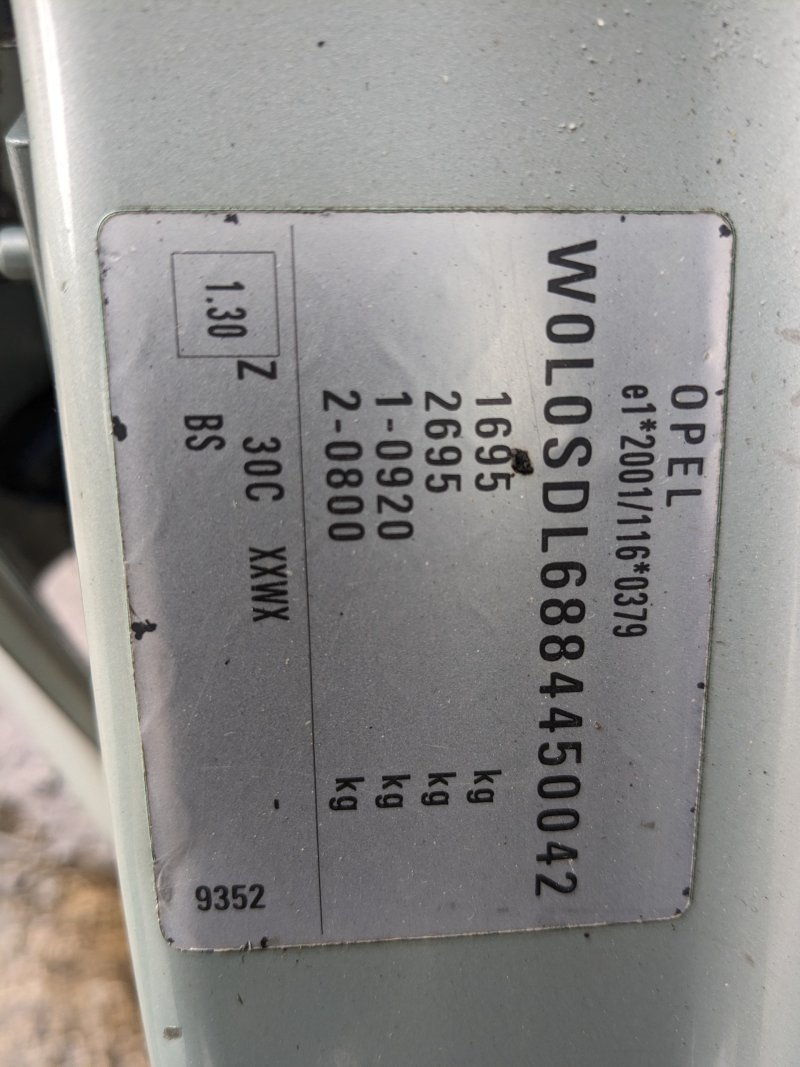 OPEL
e1*2001/116*0379
W0L0SDL6884450042
1695 kg
2695 kg
1-0920 kg
2-0800 kg
1.30 Z 30C XXWX -
BS
9352